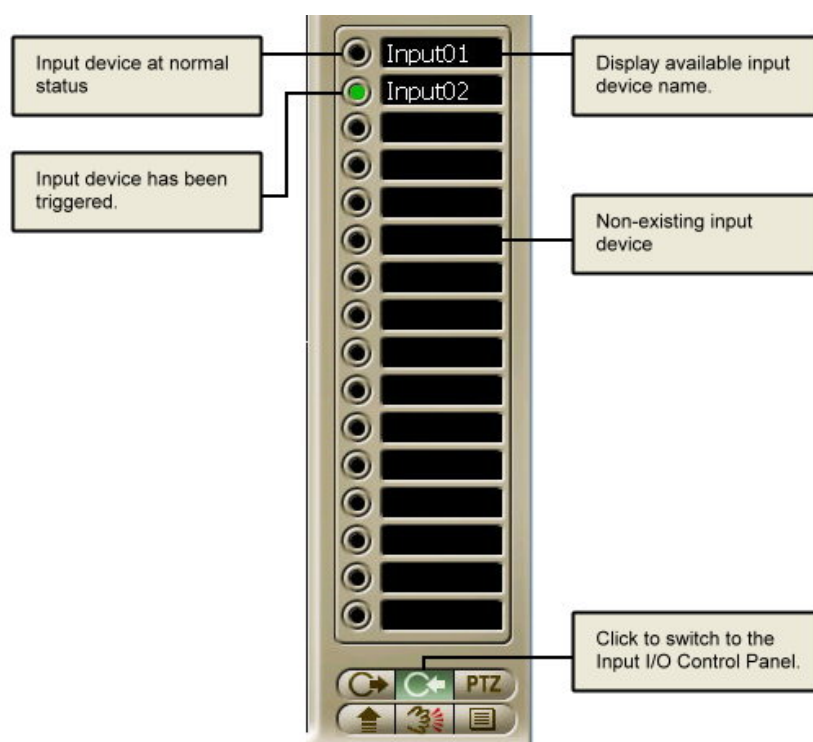 Input device at normal
status
Input01
Display available input
device name.
Input02
Input device has been
triggered.
Non-existing input
device
Click to switch to the
Input I/O Control Panel.
PTZ